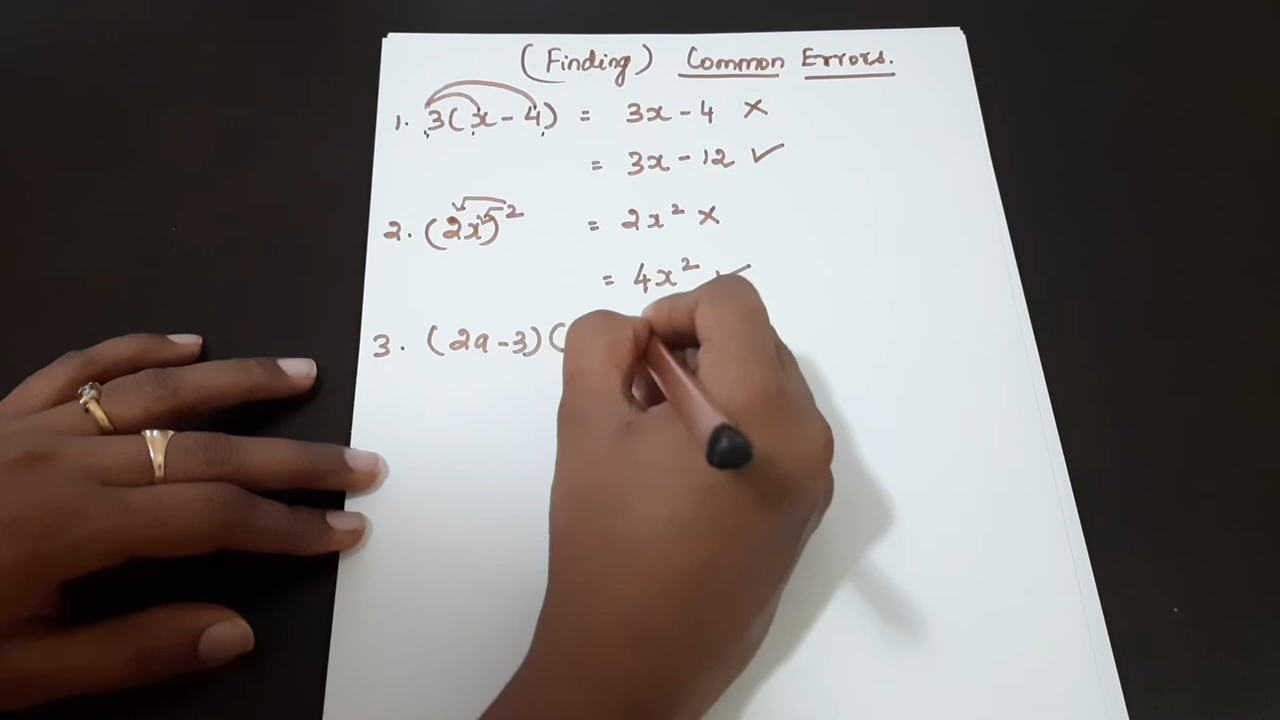 (Finding) Common Errors.
1. 3(x - 4) = 3x - 4 ✗
= 3x - 12 ✓
2. (2x)² = 2x² ✗
= 4x² ✓
3. (2a - 3)(